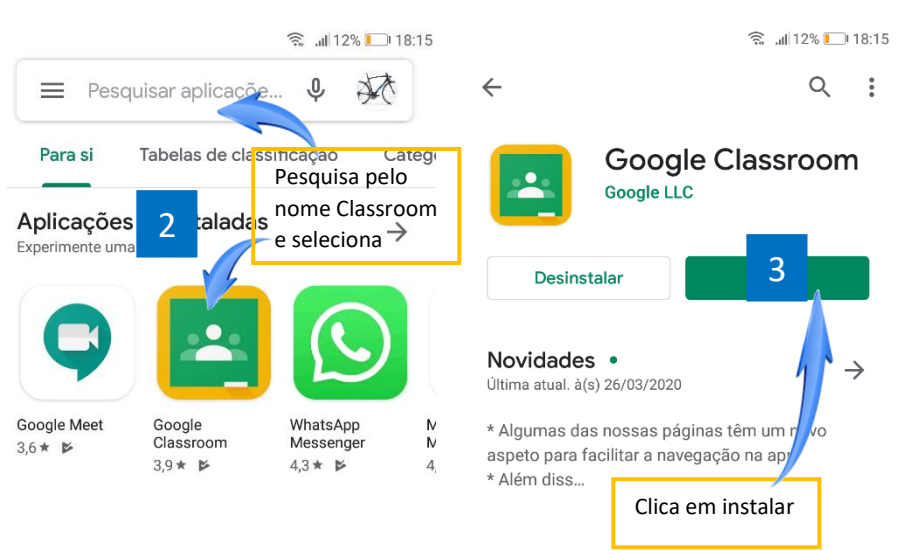 12% 18:15
Pesquisar aplicaçõe...
Para si Tabelas de classificação Categ
Pesquisa pelo
nome Classroom
e seleciona
Aplicações 2 taladas
Experimente uma
Google Meet
3,6★
Google
Classroom
3,9★
WhatsApp
Messenger
4,3★
M
M
4,
12% 18:15
Google Classroom
Google LLC
Desinstalar
3
Novidades •
Última atual. à(s) 26/03/2020
* Algumas das nossas páginas têm um novo
aspeto para facilitar a navegação na app
* Além diss...
Clica em instalar